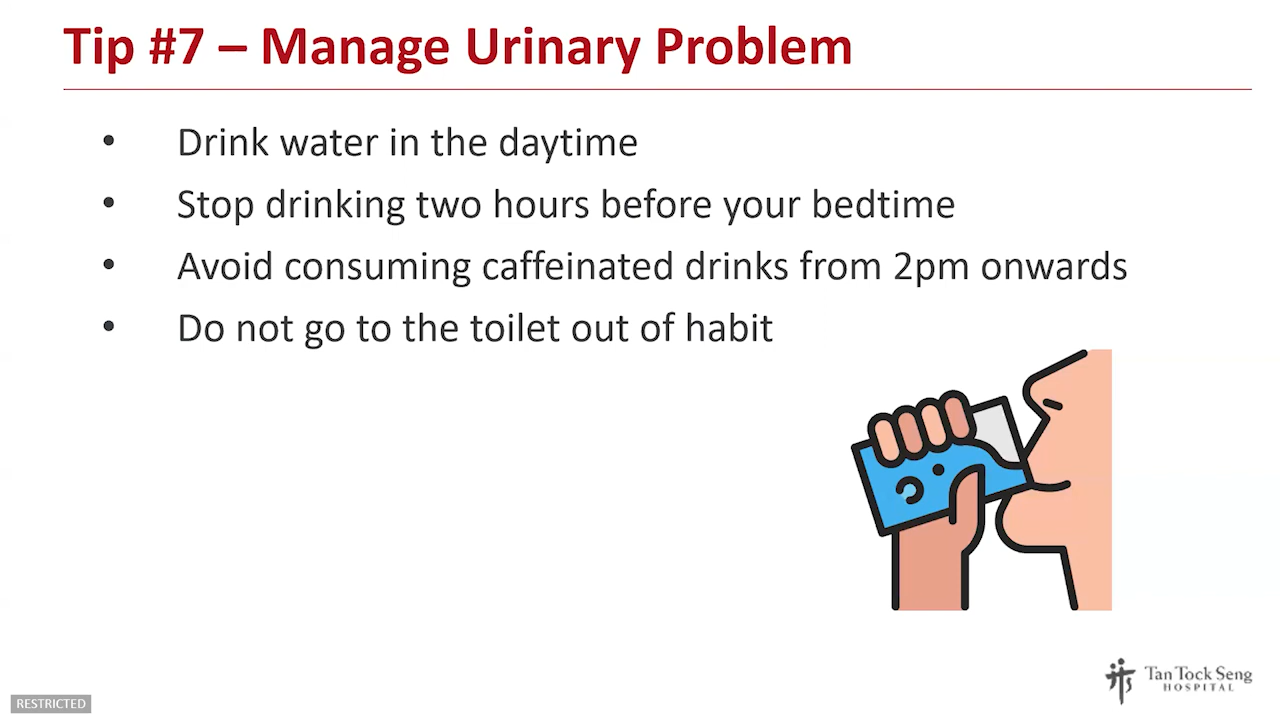 Tip #7 – Manage Urinary Problem
• Drink water in the daytime
• Stop drinking two hours before your bedtime
• Avoid consuming caffeinated drinks from 2pm onwards
• Do not go to the toilet out of habit
Tan Tock Seng
HOSPITAL
RESTRICTED